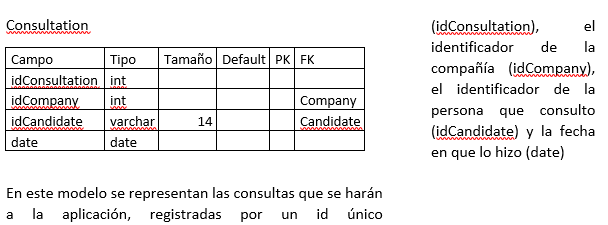 Consultation
Campo Tipo Tamaño Default PK FK
idConsultation int
idCompany int Company
idCandidate varchar 14 Candidate
date date
En este modelo se representan las consultas que se harán
a la aplicación, registradas por un id único
(idConsultation), el
identificador de la
compañía (idCompany),
el identificador de la
persona que consulto
(idCandidate) y la fecha
en que lo hizo (date)